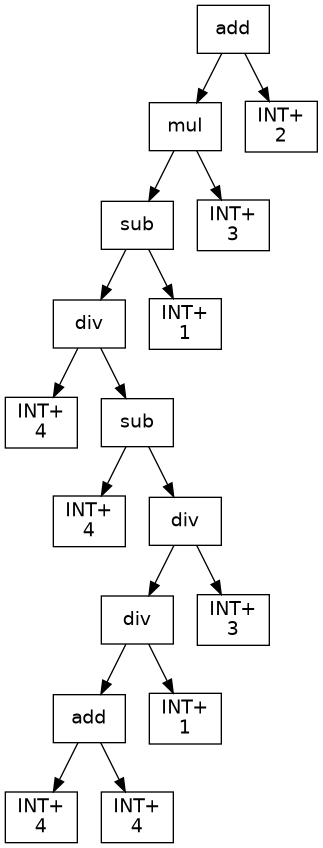 add
mul
INT+
2
sub
INT+
3
div
INT+
1
INT+
4
sub
INT+
4
div
div
INT+
3
add
INT+
1
INT+
4
INT+
4